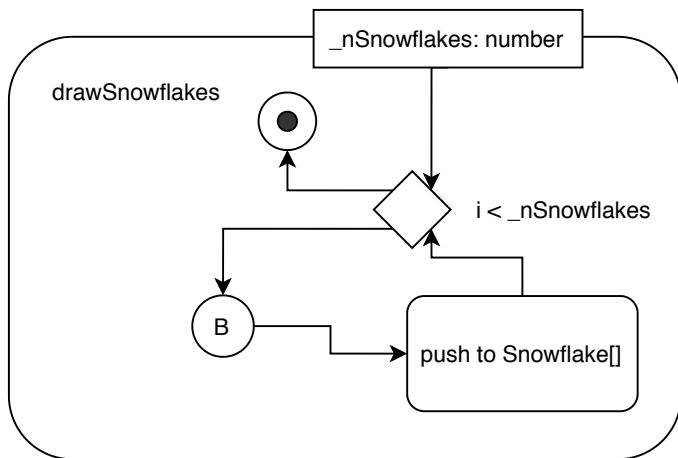 _nSnowflakes: number
drawSnowflakes
i < _nSnowflakes
B
push to Snowflake[]